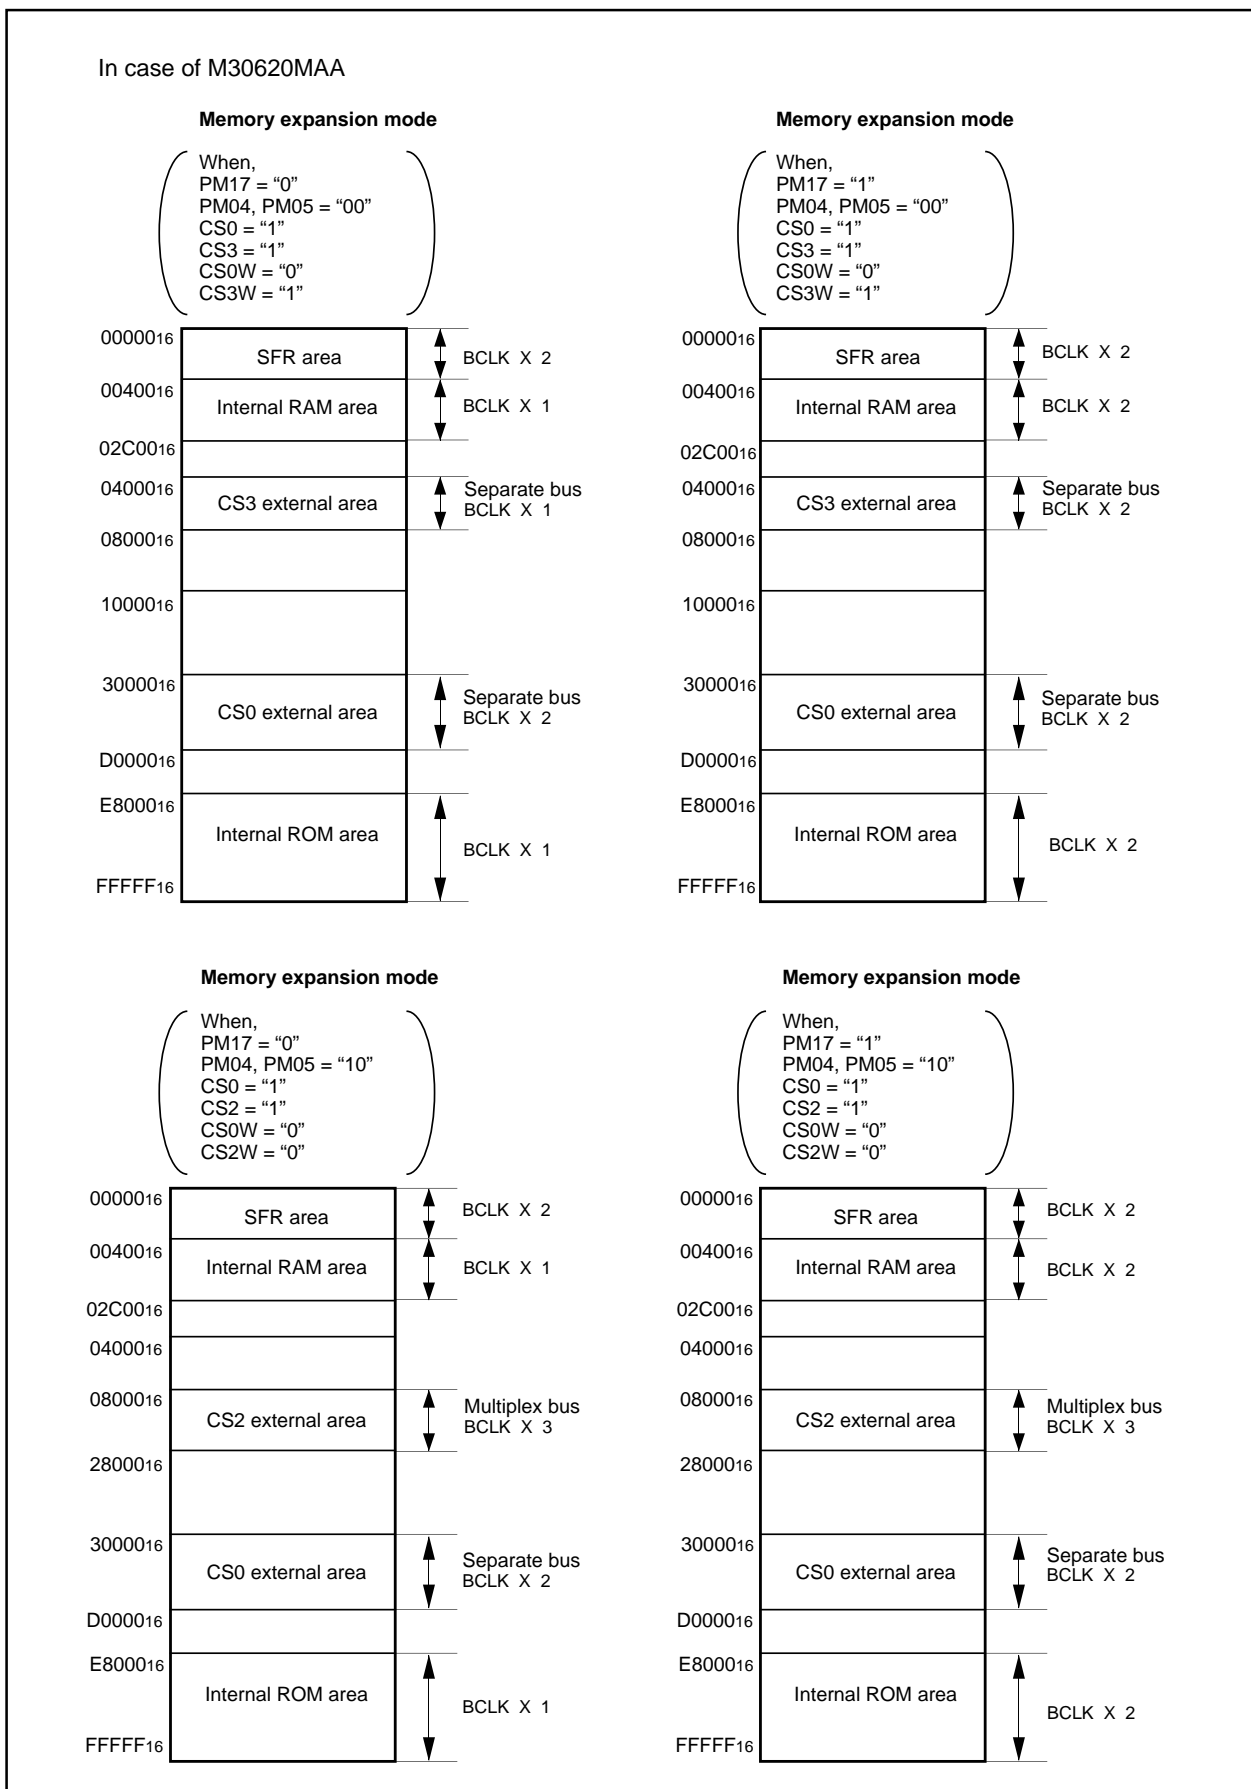 In case of M30620MAA
Memory expansion mode
When,
PM17 = “0”
PM04, PM05 = “00”
CS0 = “1”
CS3 = “1”
CS0W = “0”
CS3W = “1”
0000016
SFR area
BCLK X 2
0040016
Internal RAM area
BCLK X 1
02C0016
0400016
CS3 external area
Separate bus
BCLK X 1
0800016
1000016
3000016
CS0 external area
Separate bus
BCLK X 2
D000016
E800016
Internal ROM area
BCLK X 1
FFFFF16
Memory expansion mode
When,
PM17 = “1”
PM04, PM05 = “00”
CS0 = “1”
CS3 = “1”
CS0W = “0”
CS3W = “1”
0000016
SFR area
BCLK X 2
0040016
Internal RAM area
BCLK X 2
02C0016
0400016
CS3 external area
Separate bus
BCLK X 2
0800016
1000016
3000016
CS0 external area
Separate bus
BCLK X 2
D000016
E800016
Internal ROM area
BCLK X 2
FFFFF16
Memory expansion mode
When,
PM17 = “0”
PM04, PM05 = “10”
CS0 = “1”
CS2 = “1”
CS0W = “0”
CS2W = “0”
0000016
SFR area
BCLK X 2
0040016
Internal RAM area
BCLK X 1
02C0016
0400016
0800016
CS2 external area
Multiplex bus
BCLK X 3
2800016
3000016
CS0 external area
Separate bus
BCLK X 2
D000016
E800016
Internal ROM area
BCLK X 1
FFFFF16
Memory expansion mode
When,
PM17 = “1”
PM04, PM05 = “10”
CS0 = “1”
CS2 = “1”
CS0W = “0”
CS2W = “0”
0000016
SFR area
BCLK X 2
0040016
Internal RAM area
BCLK X 2
02C0016
0400016
0800016
CS2 external area
Multiplex bus
BCLK X 3
2800016
3000016
CS0 external area
Separate bus
BCLK X 2
D000016
E800016
Internal ROM area
BCLK X 2
FFFFF16